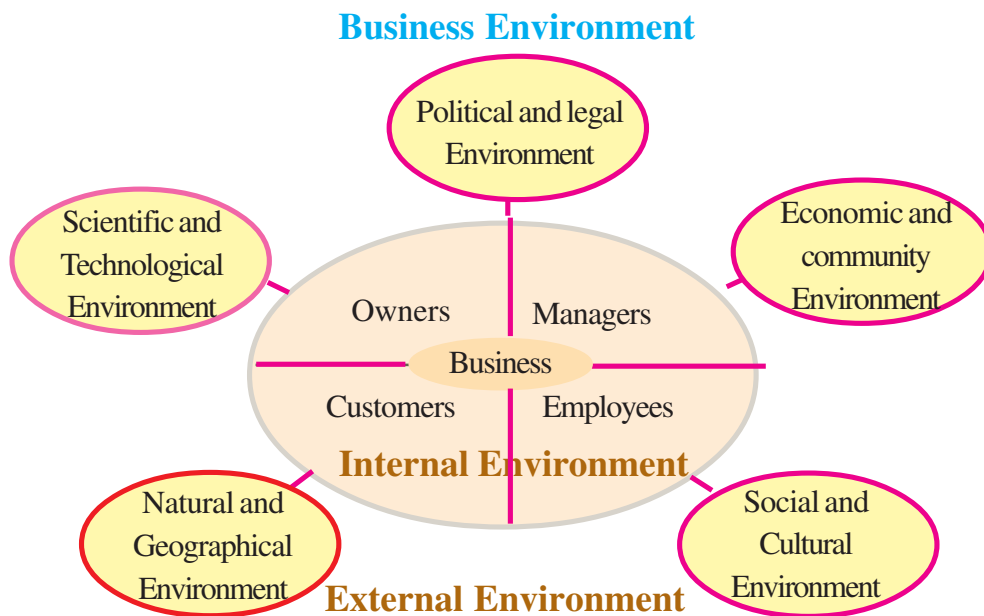 Business Environment
Political and legal
Environment
Scientific and
Technological
Environment
Economic and
community
Environment
Owners
Managers
Business
Customers
Employees
Internal Environment
Natural and
Geographical
Environment
Social and
Cultural
Environment
External Environment